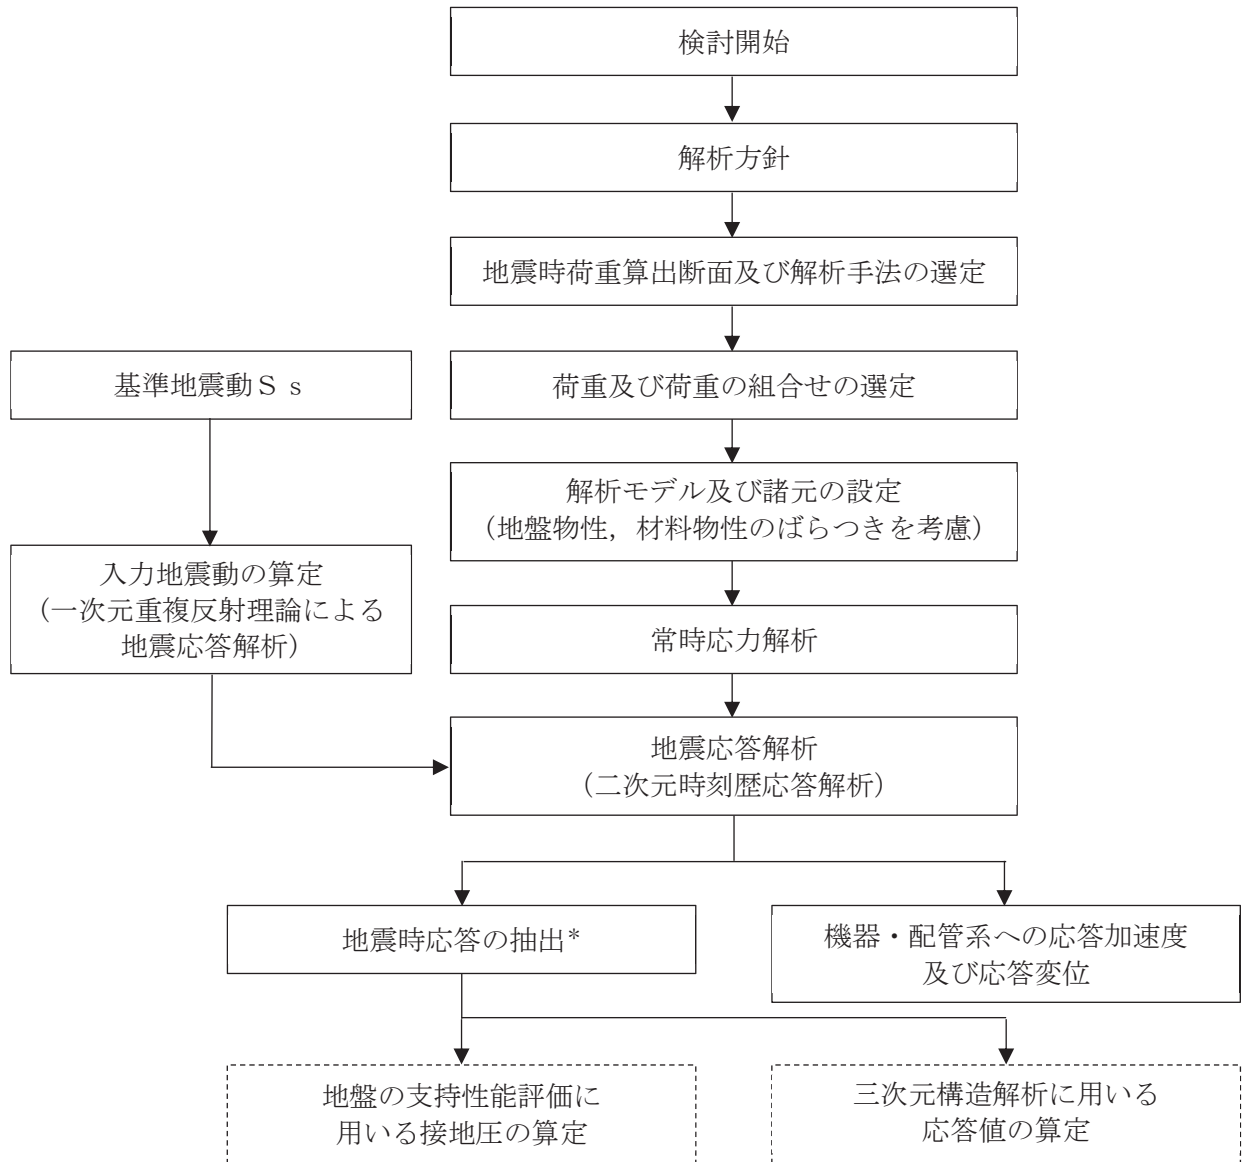 検討開始
解析方針
地震時荷重算出断面及び解析手法の選定
基準地震動Ｓｓ
荷重及び荷重の組合せの選定
解析モデル及び諸元の設定
（地盤物性，材料物性のばらつきを考慮）
入力地震動の算定
（一次元重複反射理論による
地震応答解析）
常時応力解析
地震応答解析
（二次元時刻歴応答解析）
地震時応答の抽出*
機器・配管系への応答加速度
及び応答変位
地盤の支持性能評価に
用いる接地圧の算定
三次元構造解析に用いる
応答値の算定